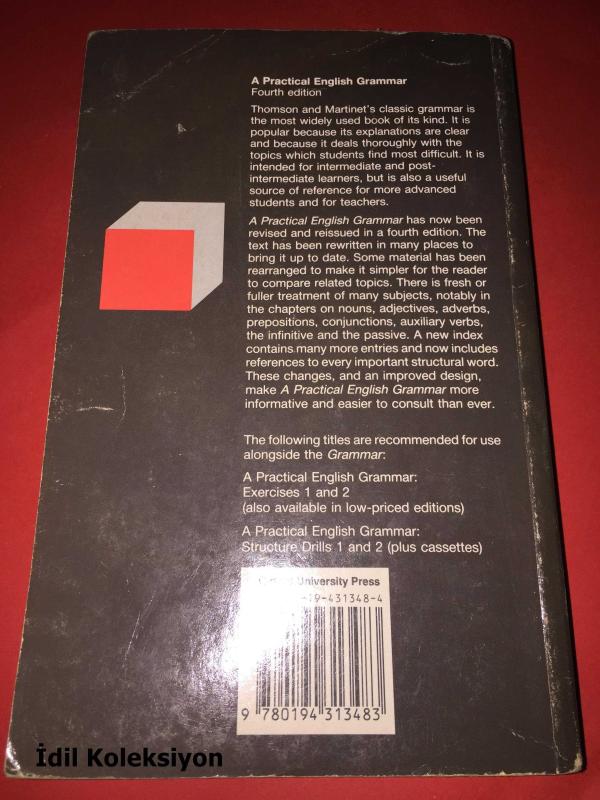 A Practical English Grammar
Fourth edition
Thomson and Martinet's classic grammar is
the most widely used book of its kind. It is
popular because its explanations are clear
and because it deals thoroughly with the
topics which students find most difficult. It is
intended for intermediate and post-
intermediate learners, but is also a useful
source of reference for more advanced
students and for teachers.
A Practical English Grammar has now been
revised and reissued in a fourth edition. The
text has been rewritten in many places to
bring it up to date. Some material has been
rearranged to make it simpler for the reader
to compare related topics. There is fresh or
fuller treatment of many subjects, notably in
the chapters on nouns, adjectives, adverbs,
prepositions, conjunctions, auxiliary verbs,
the infinitive and the passive. A new index
contains many more entries and now includes
references to every important structural word.
These changes, and an improved design,
make A Practical English Grammar more
informative and easier to consult than ever.
The following titles are recommended for use
alongside the Grammar:
A Practical English Grammar:
Exercises 1 and 2
(also available in low-priced editions)
A Practical English Grammar:
Structure Drills 1 and 2 (plus cassettes)
University Press
19-431348-4
9 780194 313483
İdil Koleksiyon